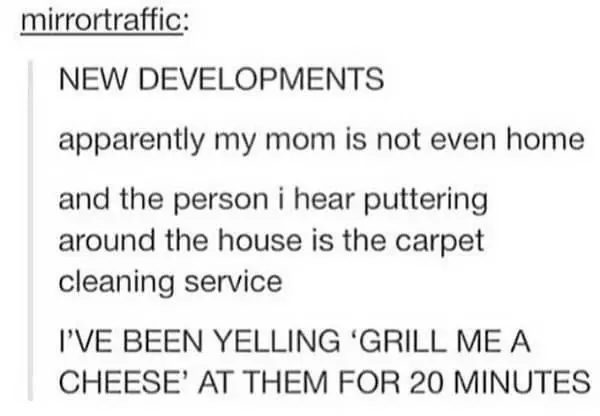 mirrortraffic:
NEW DEVELOPMENTS
apparently my mom is not even home
and the person i hear puttering
around the house is the carpet
cleaning service
I'VE BEEN YELLING ‘GRILL ME A
CHEESE’ AT THEM FOR 20 MINUTES